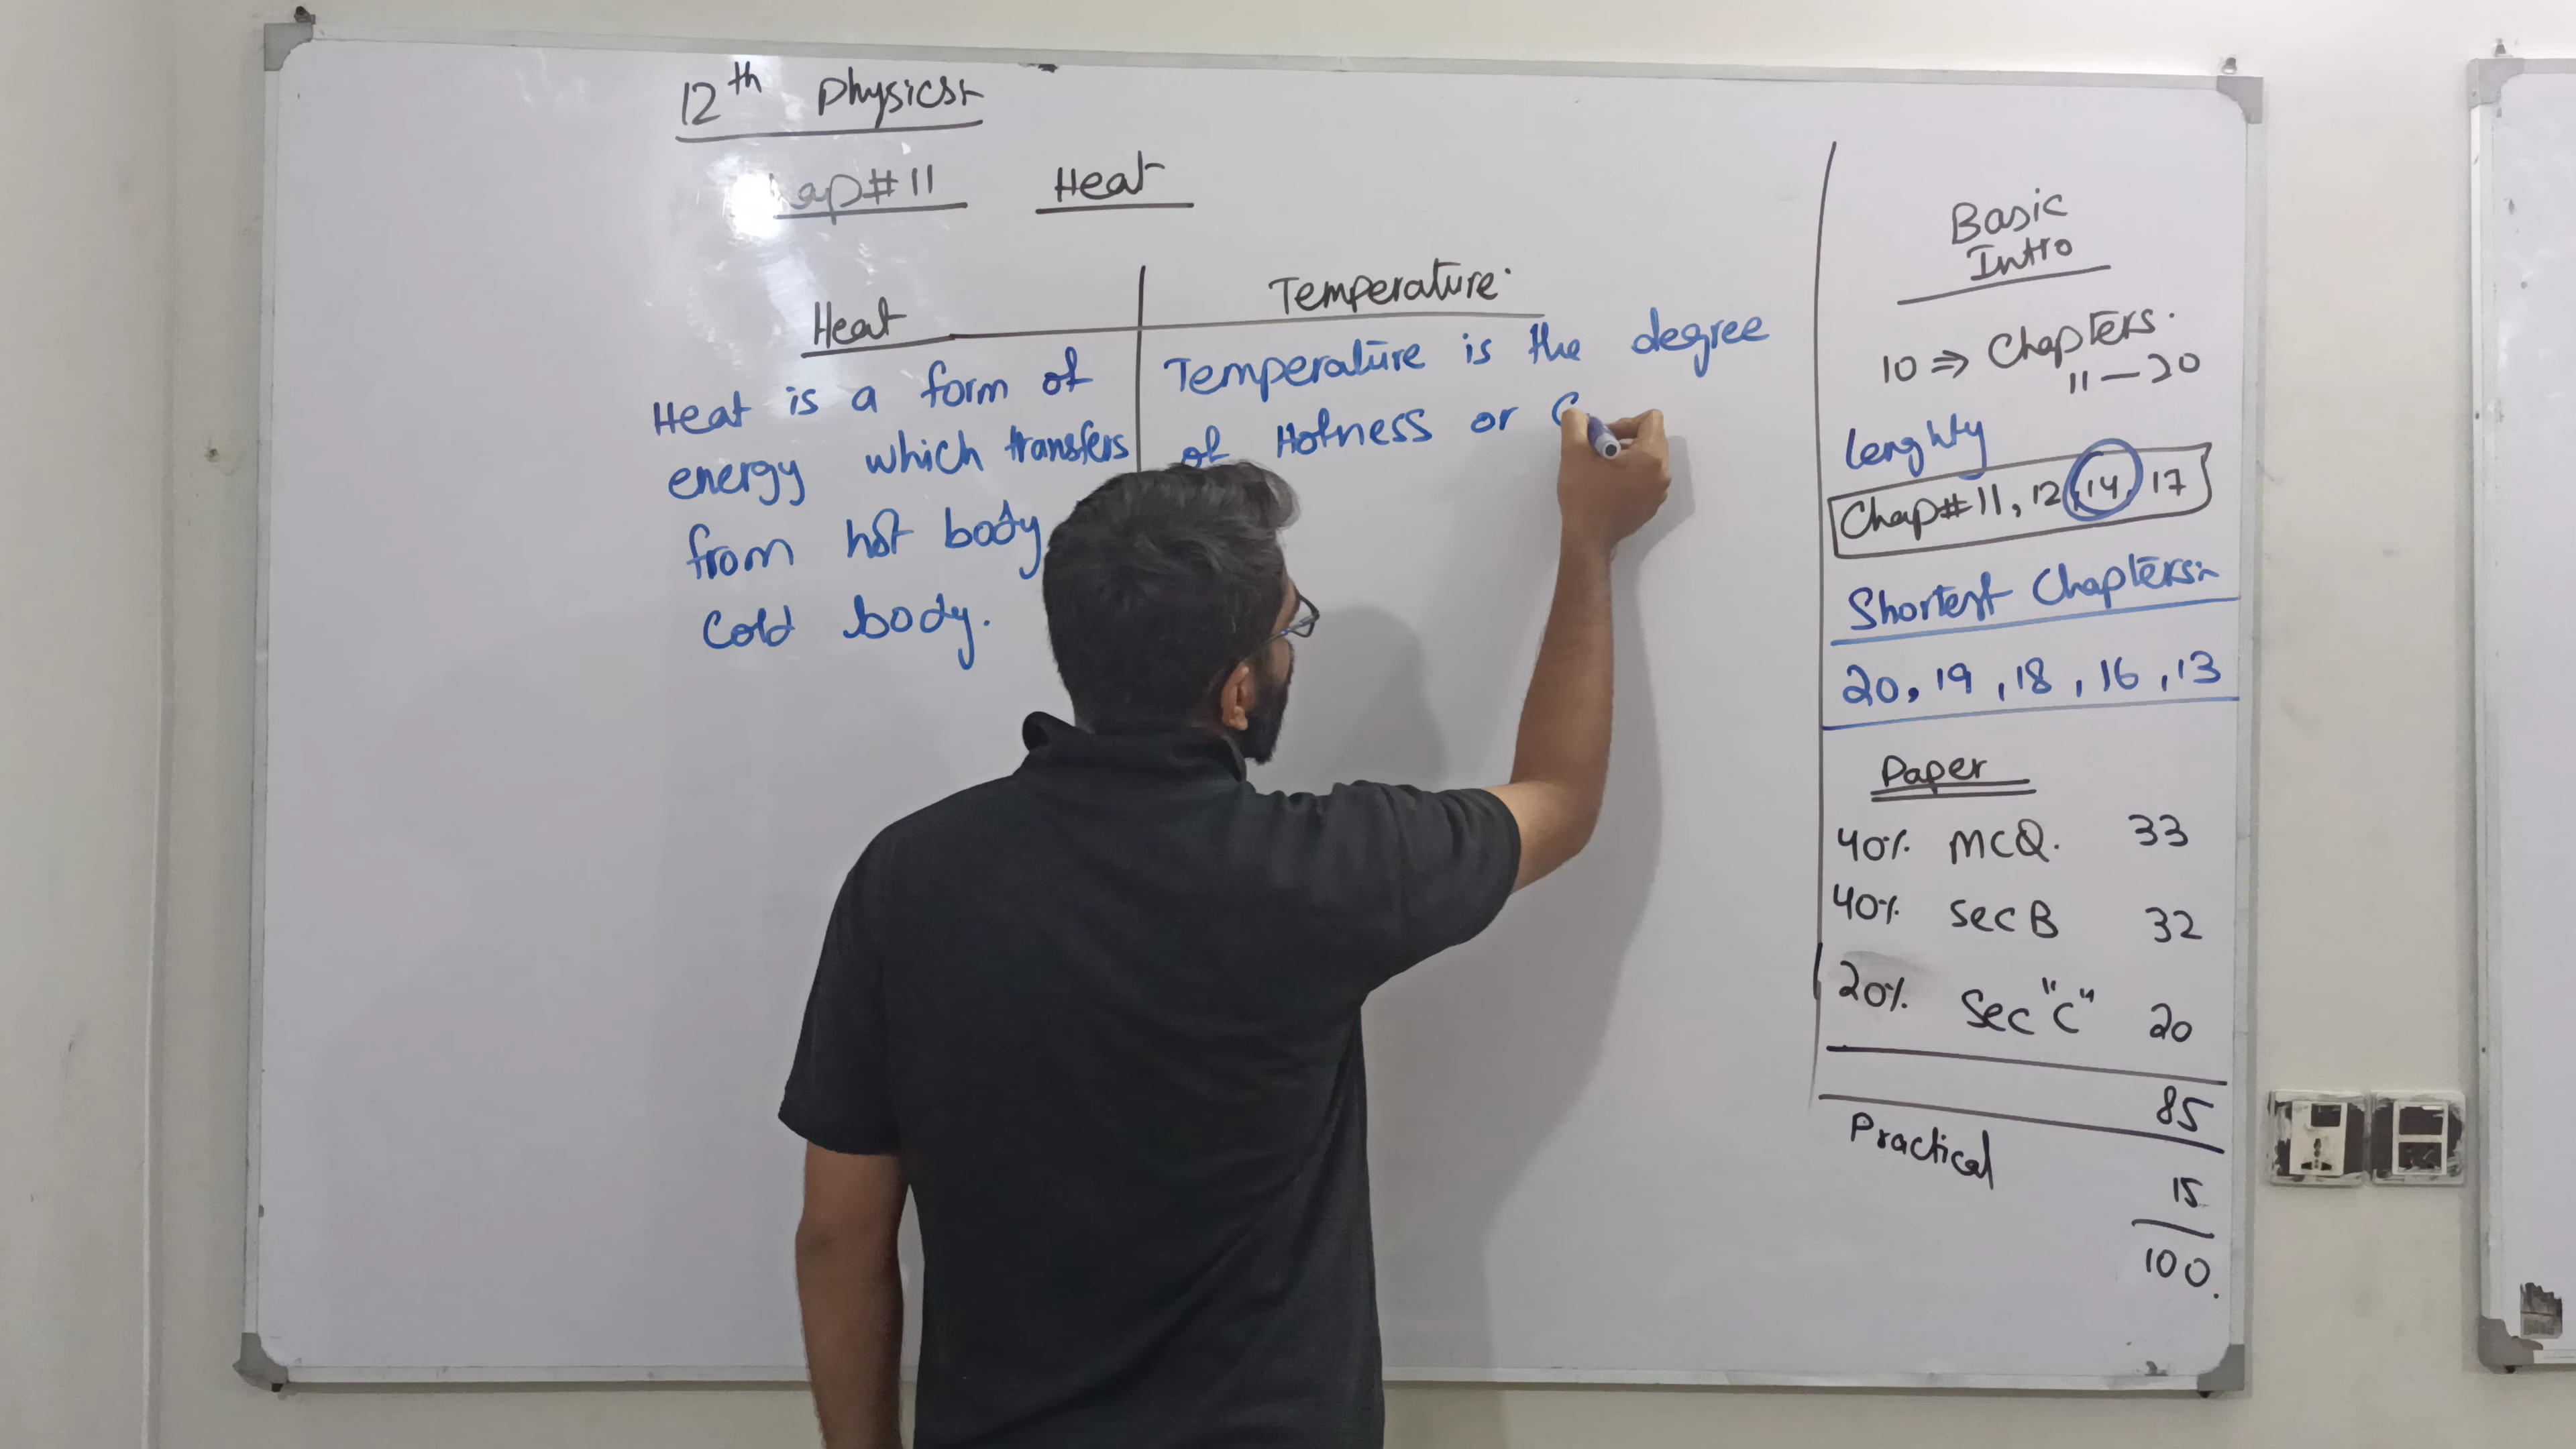 12th Physics:-
ap#11 Heat
Heat
Heat is a form of
energy which transfers
from hot body
Cold body.
Temperature.
Temperature is the degree
of Hotness or C
Basic
Intro
10 ⇒ Chapters.
11 — 20
lenghty
Chap#11, 12, 14, 17
Shortest Chapters:-
20, 19, 18, 16, 13
Paper
40% MCQ. 33
40% Sec B 32
20% Sec "C" 20
85
Practical
15
100.